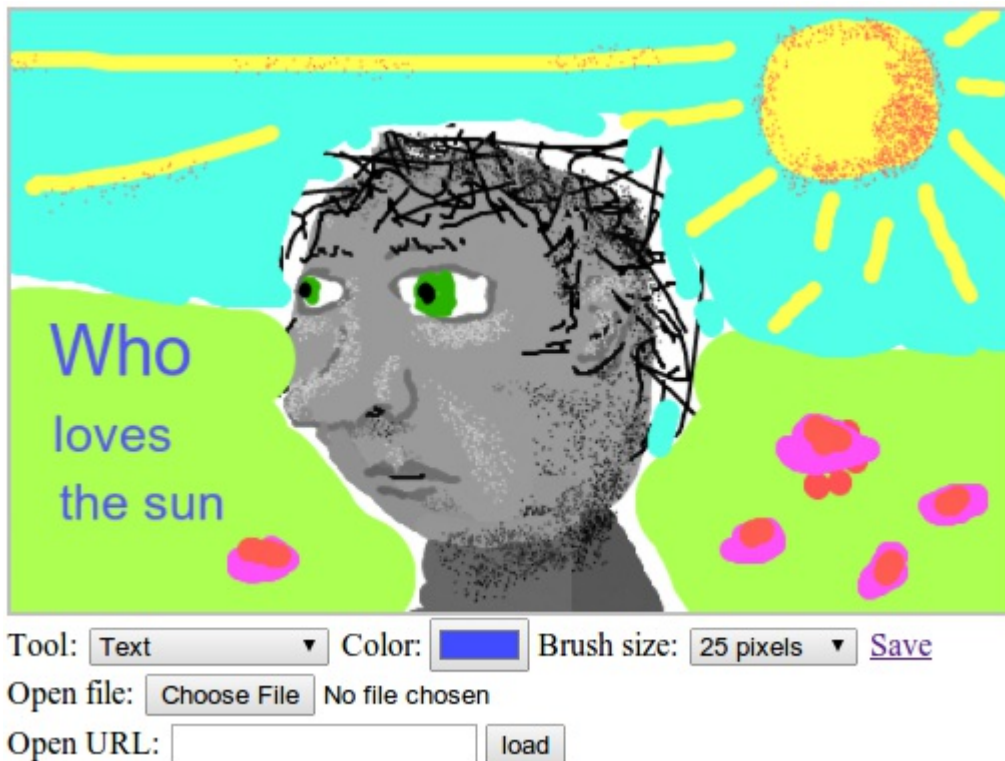 Who
loves
the sun
Tool: Text Color: Brush size: 25 pixels Save
Open file: Choose File No file chosen
Open URL: load